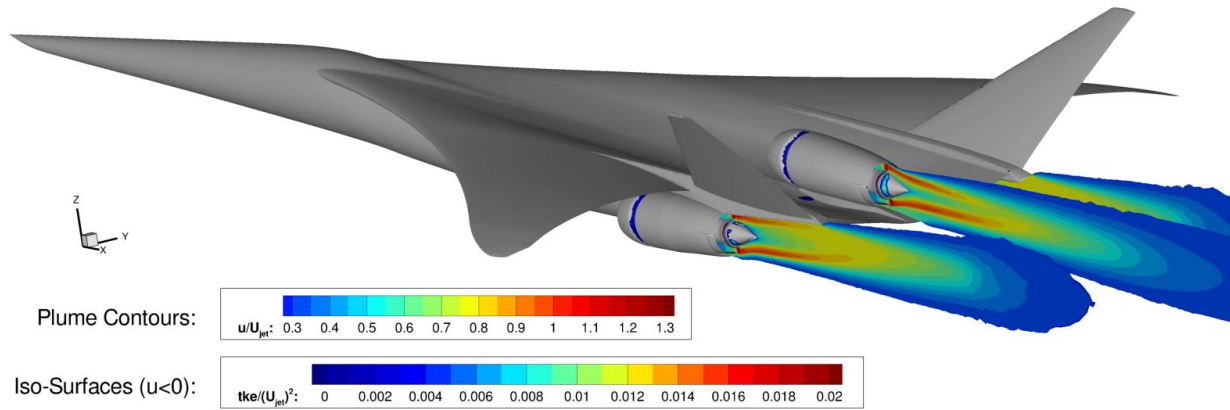 Z
Y
X
Plume Contours:
u/U_jet: 0.3 0.4 0.5 0.6 0.7 0.8 0.9 1 1.1 1.2 1.3
Iso-Surfaces (u<0):
tke/(U_jet)²: 0 0.002 0.004 0.006 0.008 0.01 0.012 0.014 0.016 0.018 0.02